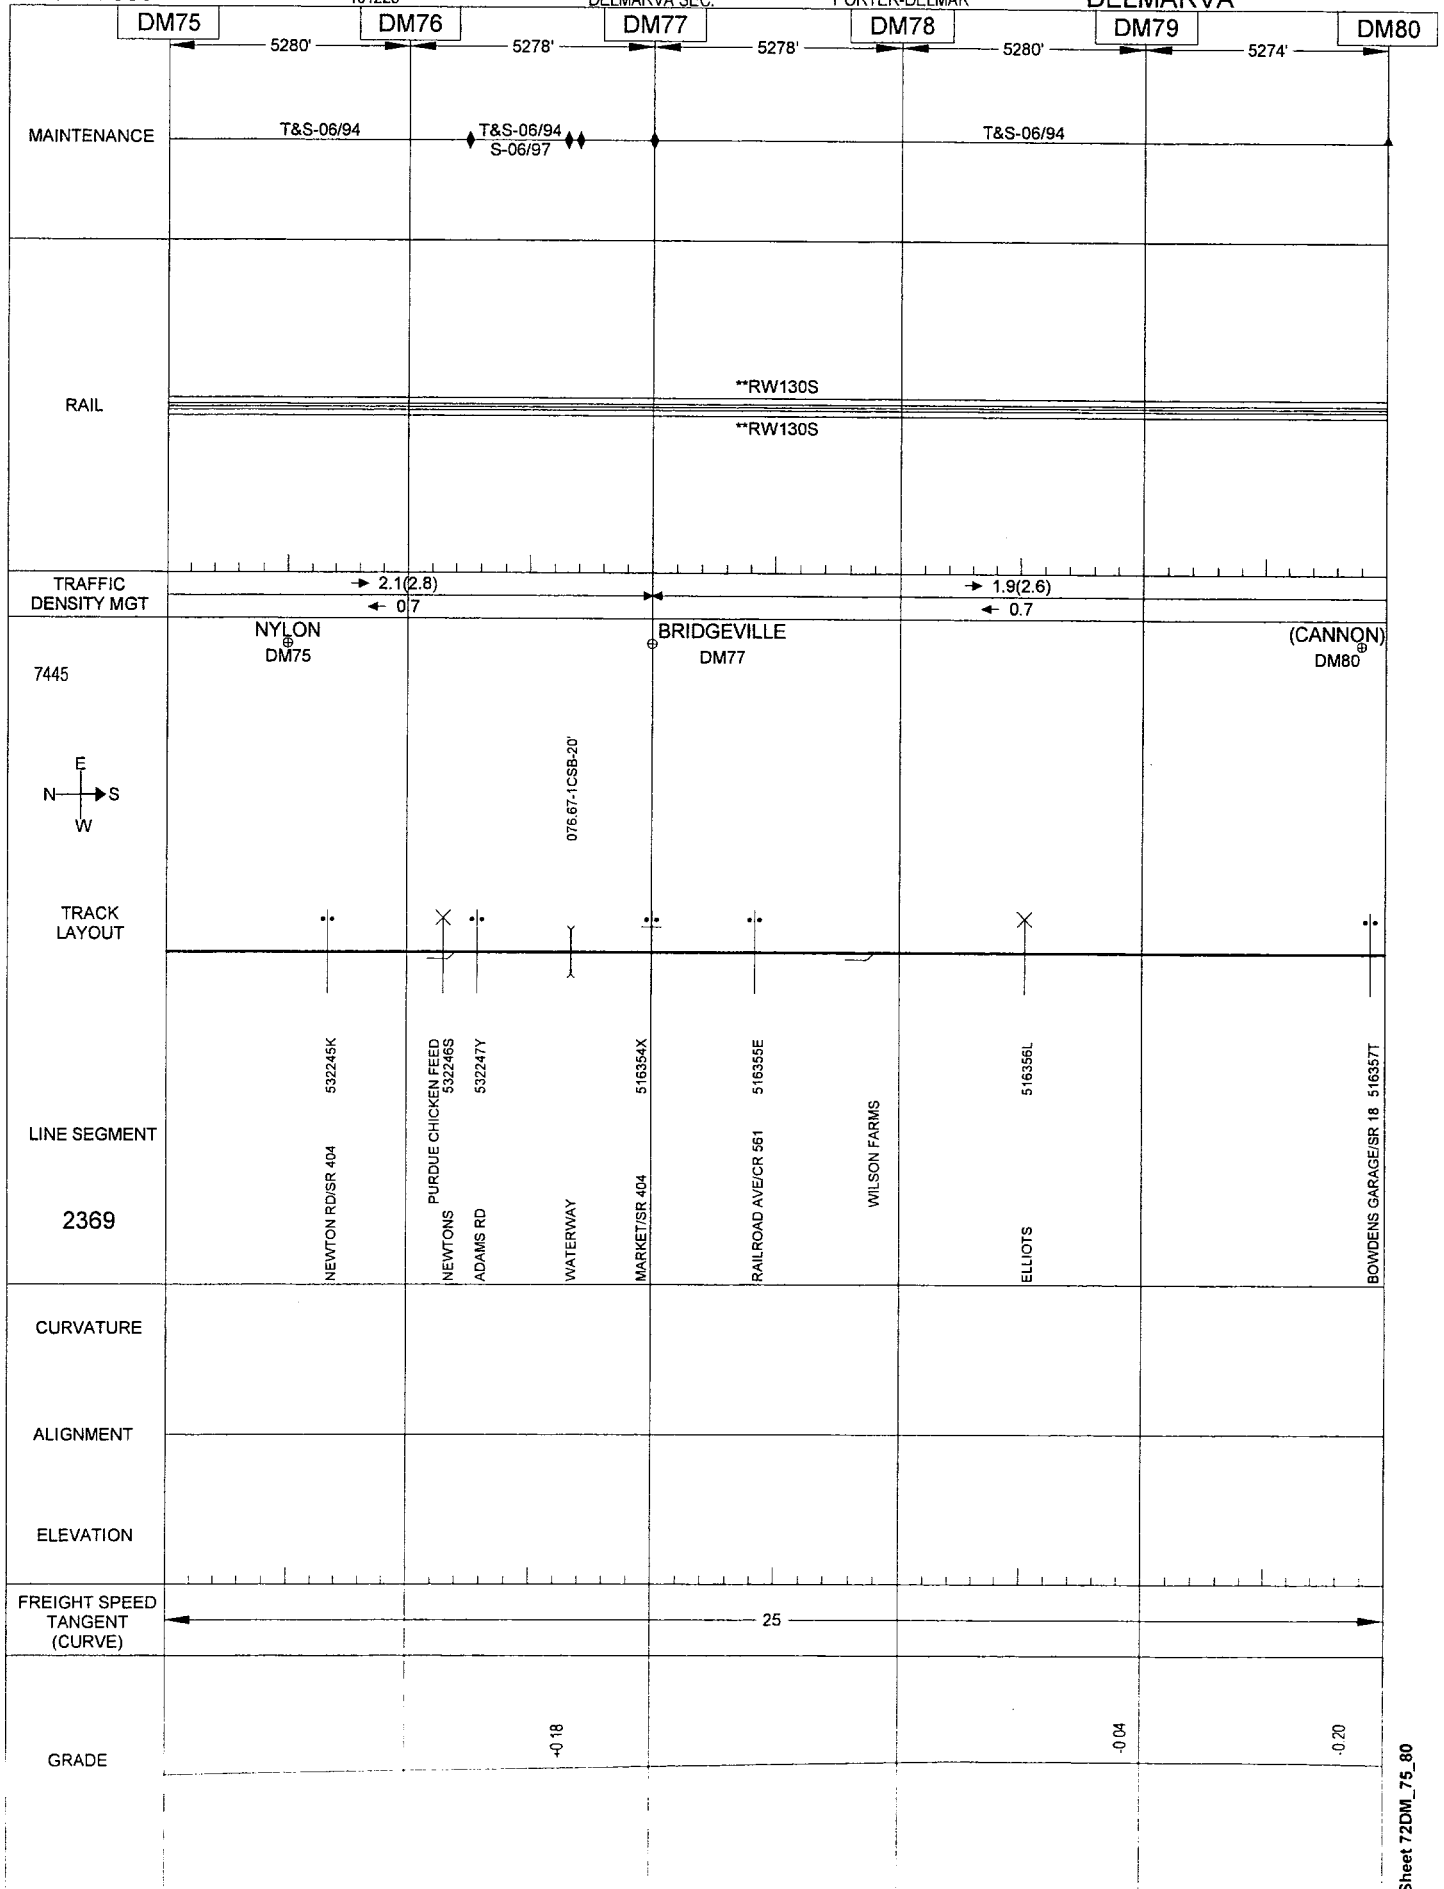 DELMARVA SEC.
PORTER-DELMAR
DELMARVA
DM75
DM76
DM77
DM78
DM79
DM80
5280'
5278'
5278'
5280'
5274'
MAINTENANCE
T&S-06/94
T&S-06/94
S-06/97
T&S-06/94
RAIL
**RW130S
**RW130S
TRAFFIC
DENSITY MGT
2.1(2.8)
0.7
1.9(2.6)
0.7
NYLON
DM75
BRIDGEVILLE
DM77
(CANNON)
DM80
7445
E
N
S
W
076.67-1CSB-20'
TRACK
LAYOUT
LINE SEGMENT
2369
NEWTON RD/SR 404 532245K
PURDUE CHICKEN FEED
NEWTONS 532246S
ADAMS RD 532247Y
WATERWAY
MARKET/SR 404 516354X
RAILROAD AVE/CR 561 516355E
WILSON FARMS
ELLIOTS 516356L
BOWDENS GARAGE/SR 18 516357T
CURVATURE
ALIGNMENT
ELEVATION
FREIGHT SPEED
TANGENT
(CURVE)
25
GRADE
+0.18
-0.04
-0.20
Sheet 72DM_75_80